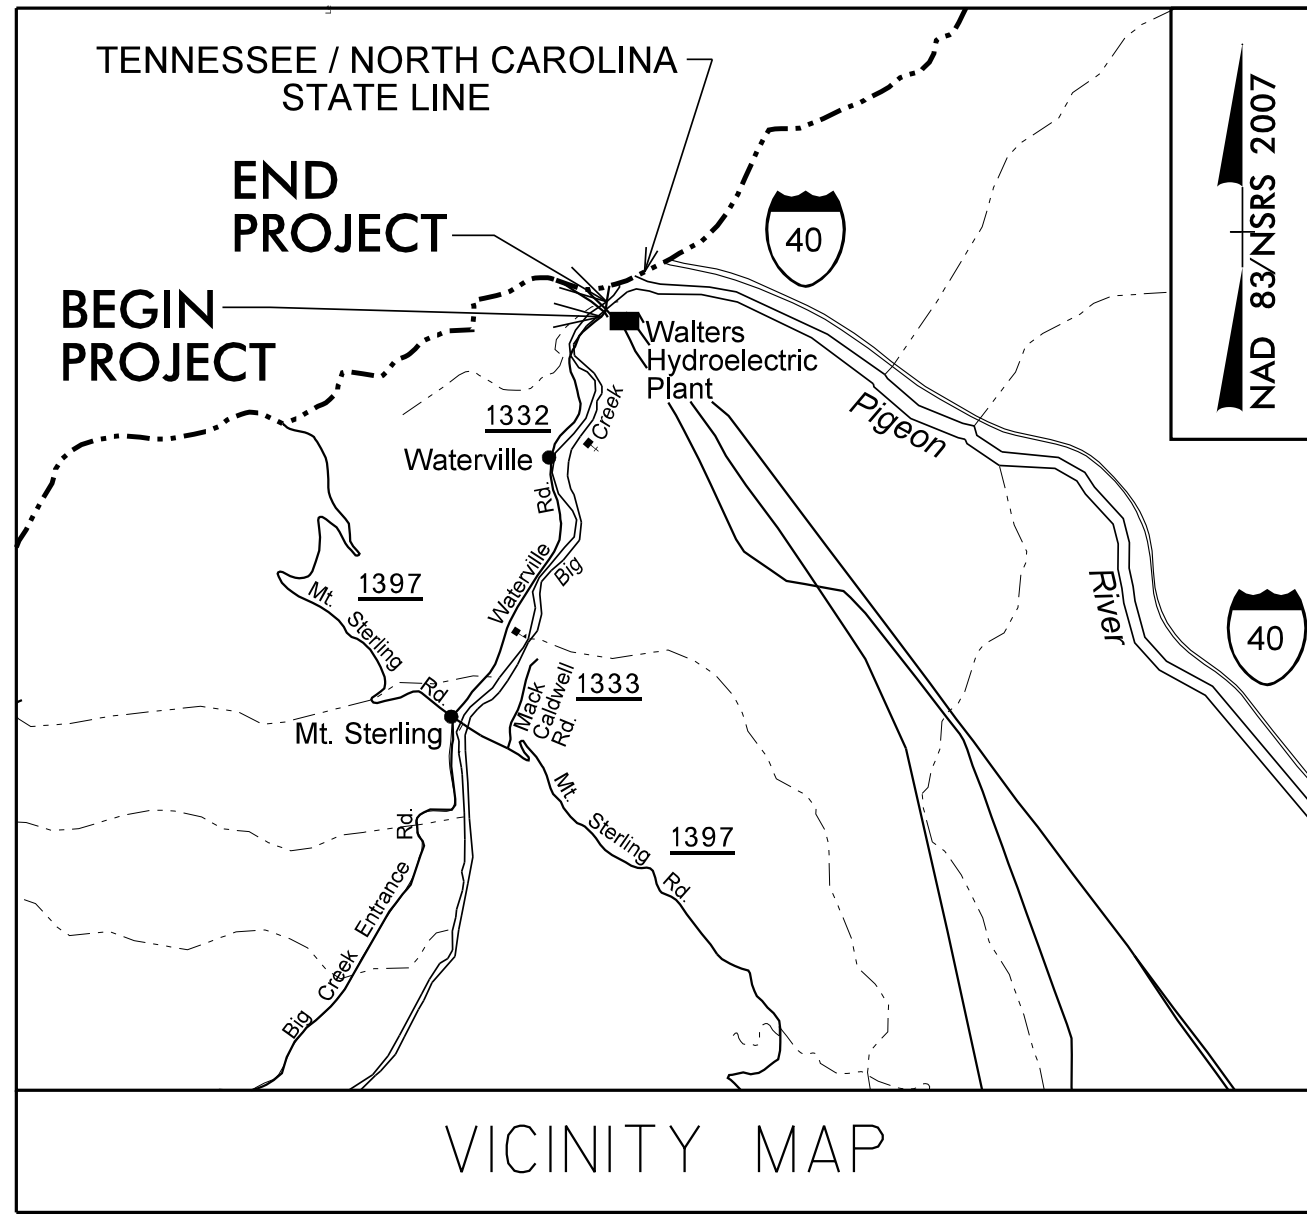 TENNESSEE / NORTH CAROLINA
STATE LINE
END
PROJECT
BEGIN
PROJECT
40
NAD 83/NSRS 2007
Walters
Hydroelectric
Plant
Pigeon
River
40
1332
Creek
Waterville
Rd.
Waterville
Big
1397
Mt. Sterling Rd.
1333
Mack
Caldwell
Rd.
Mt. Sterling
Mt. Sterling Rd.
1397
Big Creek Entrance Rd.
VICINITY MAP